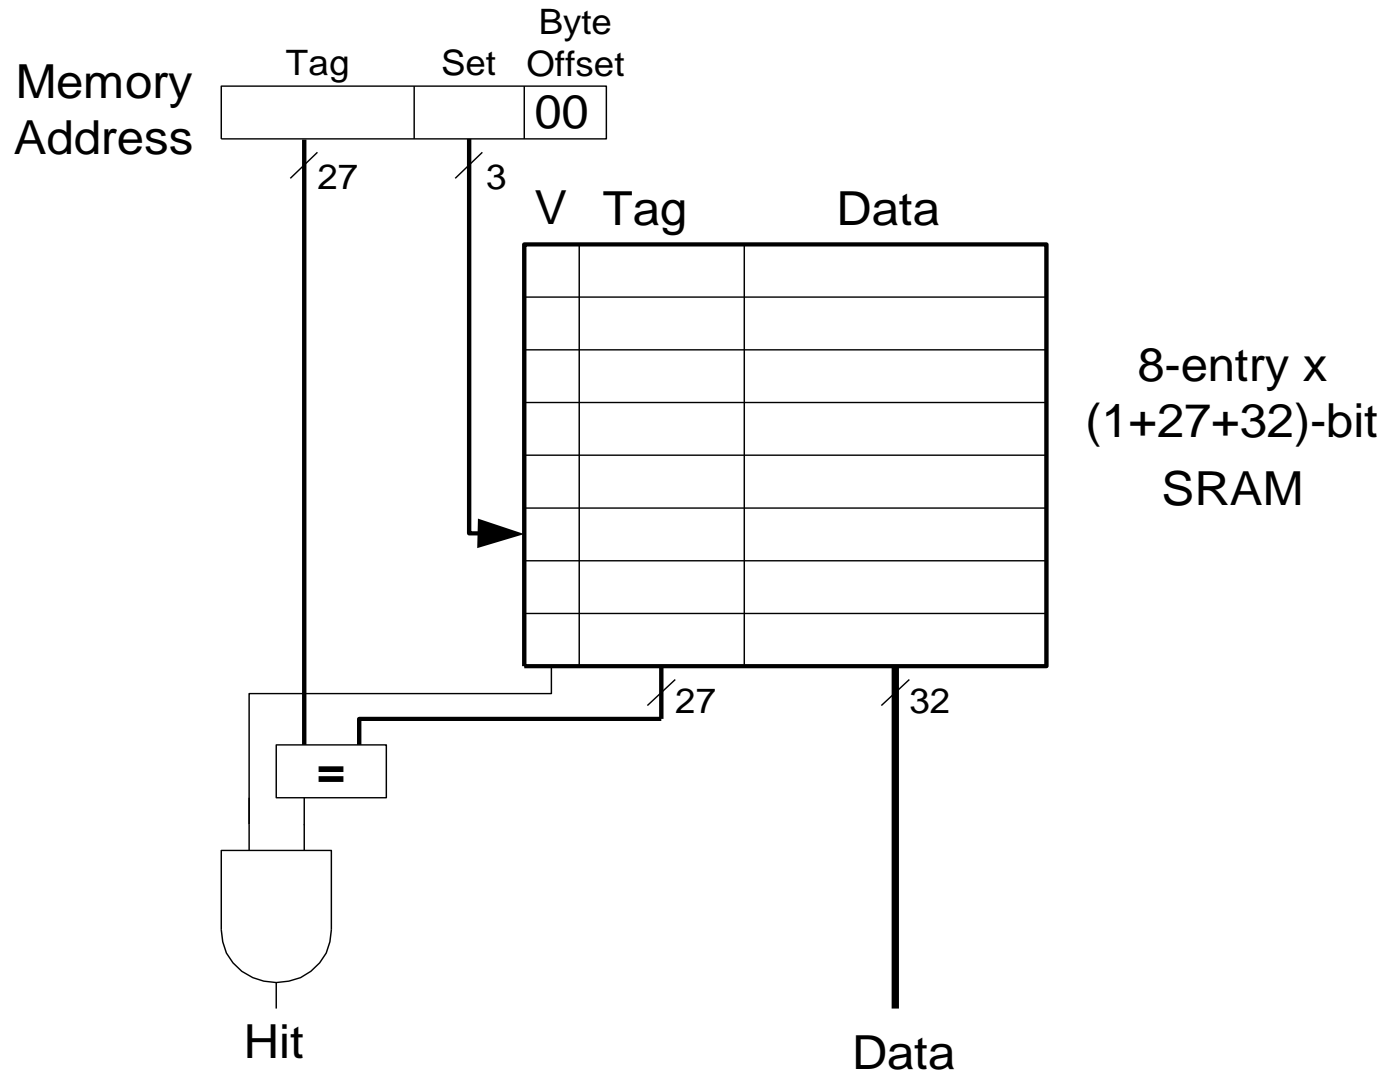 Byte
Tag Set Offset
Memory
Address
00
27
3
V Tag Data
8-entry x
(1+27+32)-bit
SRAM
27
32
=
Hit
Data